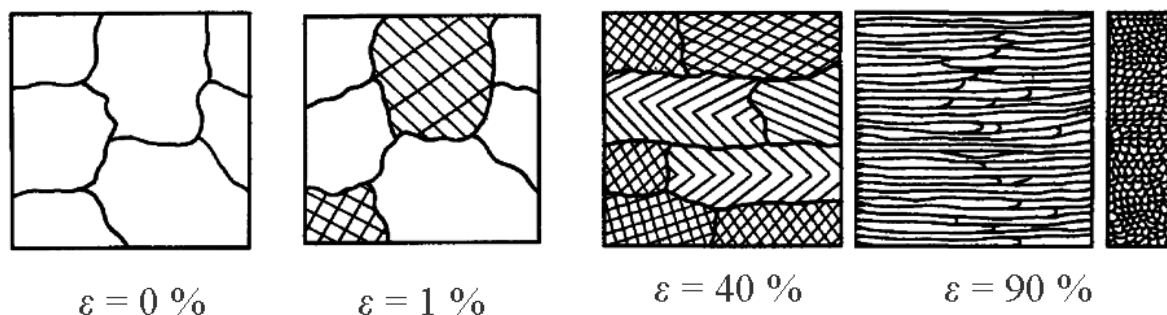 ε = 0 %
ε = 1 %
ε = 40 %
ε = 90 %